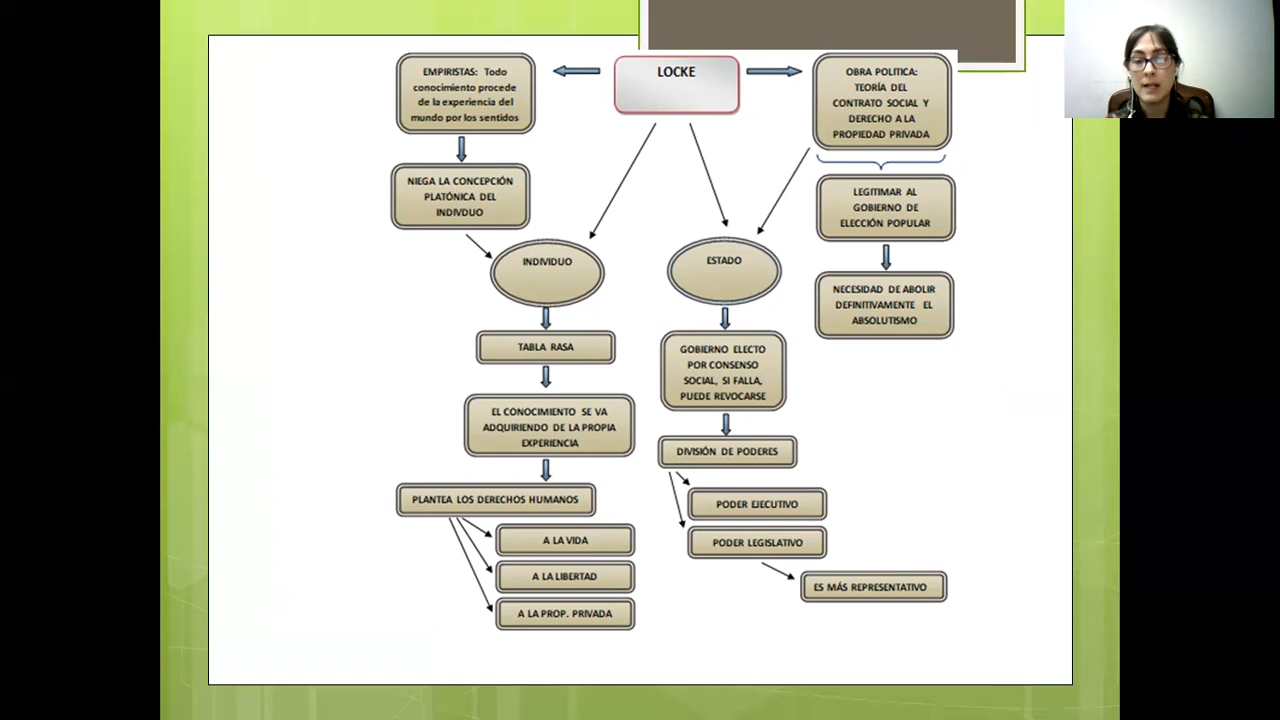 LOCKE
EMPIRISTAS: Todo
conocimiento procede
de la experiencia del
mundo por los sentidos
NIEGA LA CONCEPCIÓN
PLATÓNICA DEL
INDIVDUO
INDIVIDUO
TABLA RASA
EL CONOCIMIENTO SE VA
ADQUIRIENDO DE LA PROPIA
EXPERIENCIA
PLANTEA LOS DERECHOS HUMANOS
A LA VIDA
A LA LIBERTAD
A LA PROP. PRIVADA
ESTADO
GOBIERNO ELECTO
POR CONSENSO
SOCIAL, SI FALLA,
PUEDE REVOCARSE
DIVISIÓN DE PODERES
PODER EJECUTIVO
PODER LEGISLATIVO
ES MÁS REPRESENTATIVO
OBRA POLITICA:
TEORÍA DEL
CONTRATO SOCIAL Y
DERECHO A LA
PROPIEDAD PRIVADA
LEGITIMAR AL
GOBIERNO DE
ELECCIÓN POPULAR
NECESIDAD DE ABOLIR
DEFINITIVAMENTE EL
ABSOLUTISMO